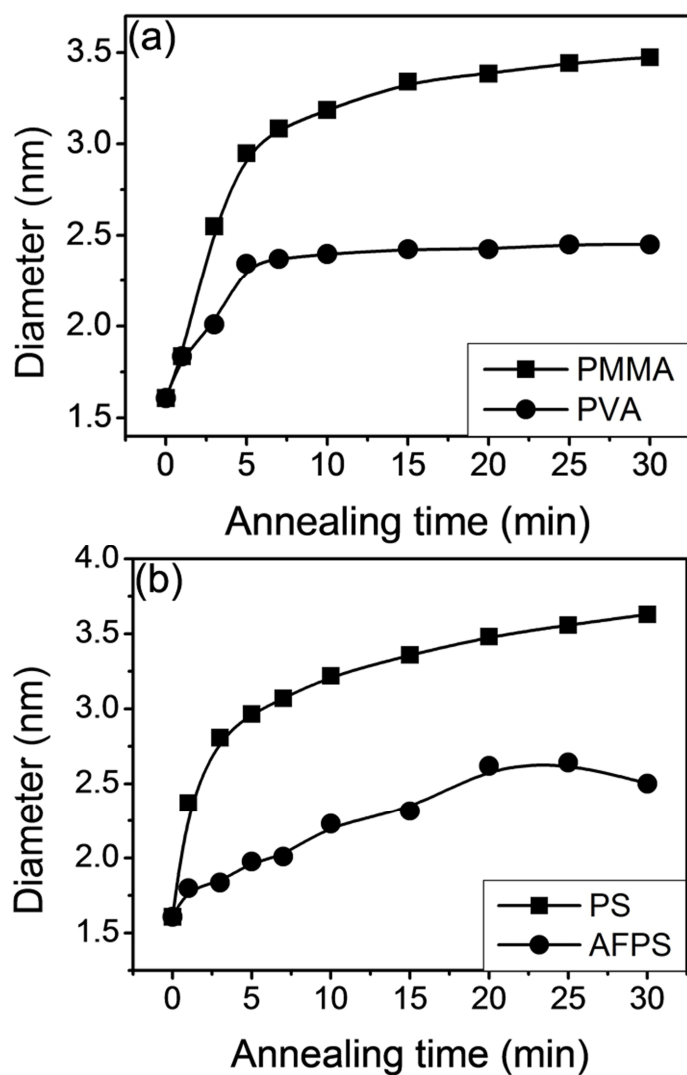 (a)
3.5
3.0
2.5
2.0
1.5
Diameter (nm)
PMMA
PVA
0 5 10 15 20 25 30
Annealing time (min)
(b)
4.0
3.5
3.0
2.5
2.0
1.5
Diameter (nm)
PS
AFPS
0 5 10 15 20 25 30
Annealing time (min)